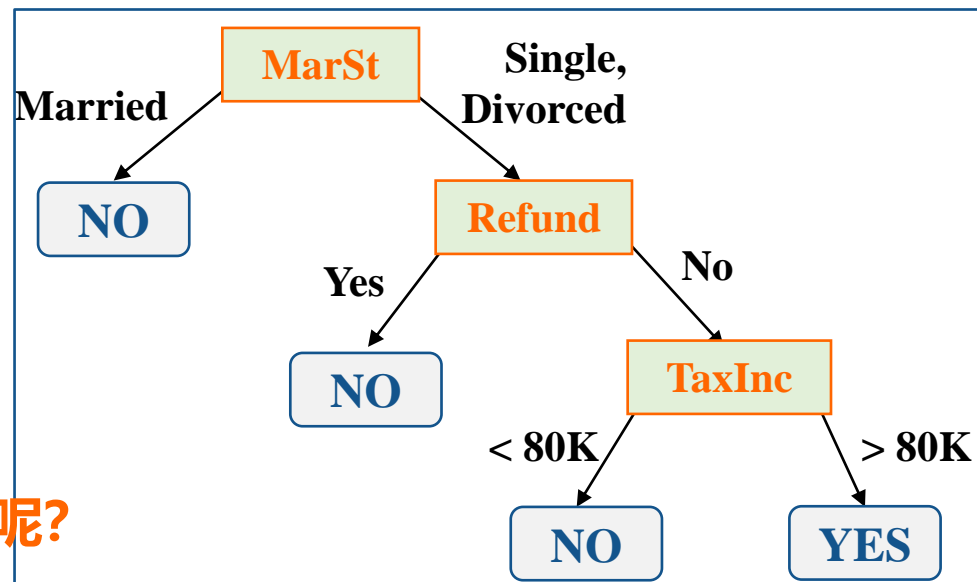 MarSt
Single,
Divorced
Married
NO
Refund
Yes
No
NO
TaxInc
< 80K
> 80K
呢?
NO
YES